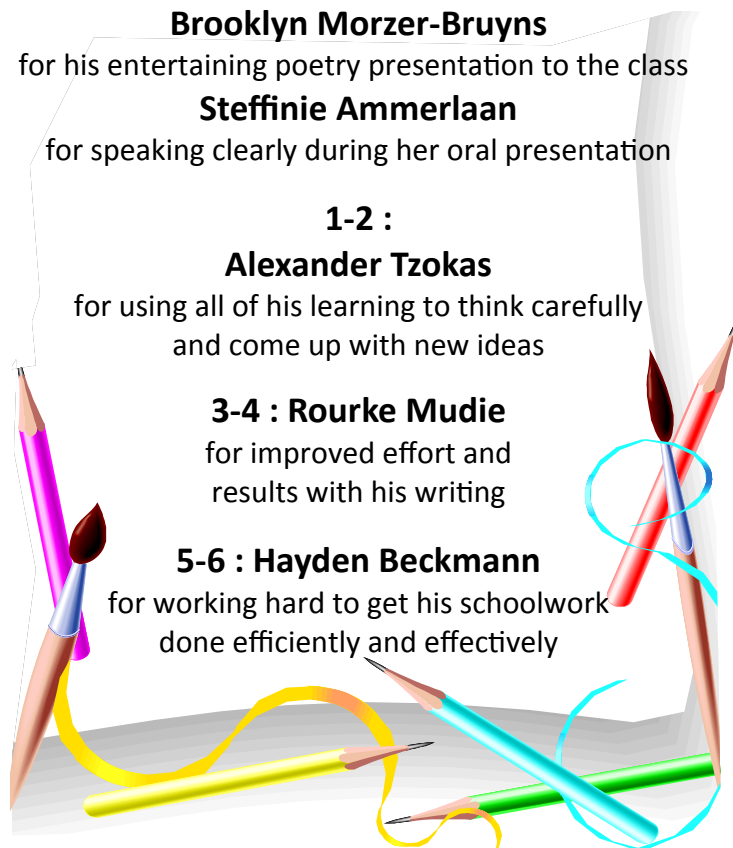 Brooklyn Morzer-Bruyns
for his entertaining poetry presentation to the class
Steffinie Ammerlaan
for speaking clearly during her oral presentation
1-2 :
Alexander Tzokas
for using all of his learning to think carefully
and come up with new ideas
3-4 : Rourke Mudie
for improved effort and
results with his writing
5-6 : Hayden Beckmann
for working hard to get his schoolwork
done efficiently and effectively